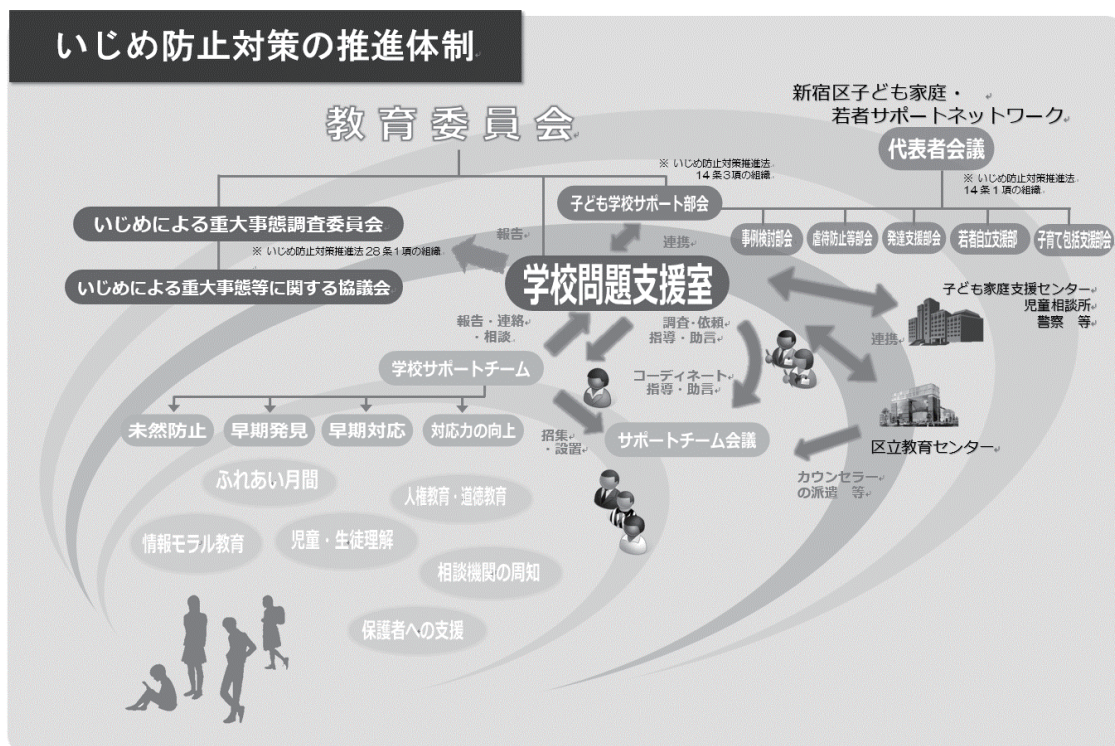 いじめ防止対策の推進体制
教育委員会
新宿区子ども家庭・
若者サポートネットワーク
代表者会議
※ いじめ防止対策推進法
14条3項の組織
※ いじめ防止対策推進法
14条1項の組織
いじめによる重大事態調査委員会
子ども学校サポート部会
事例検討部会
虐待防止等部会
発達支援部会
若者自立支援部
子育て包括支援部会
報告
連携
※ いじめ防止対策推進法28条1項の組織
いじめによる重大事態等に関する協議会
学校問題支援室
子ども家庭支援センター
児童相談所
警察 等
報告・連絡
・相談
調査・依頼
指導・助言
連携
学校サポートチーム
コーディネート
指導・助言
未然防止
早期発見
早期対応
対応力の向上
招集
・設置
サポートチーム会議
区立教育センター
カウンセラー
の派遣 等
ふれあい月間
人権教育・道徳教育
情報モラル教育
児童・生徒理解
相談機関の周知
保護者への支援